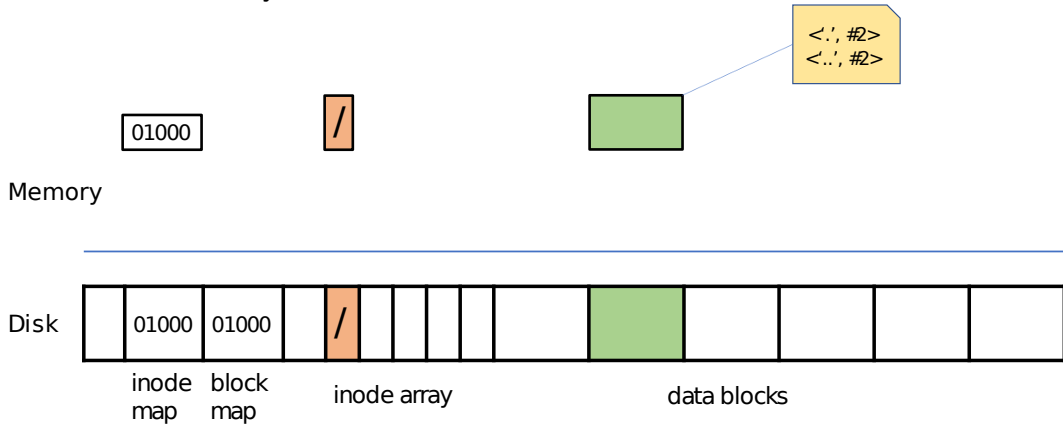 <‘.’, #2>
<‘..’, #2>
01000
/
Memory
Disk
01000
01000
/
inode map
block map
inode array
data blocks